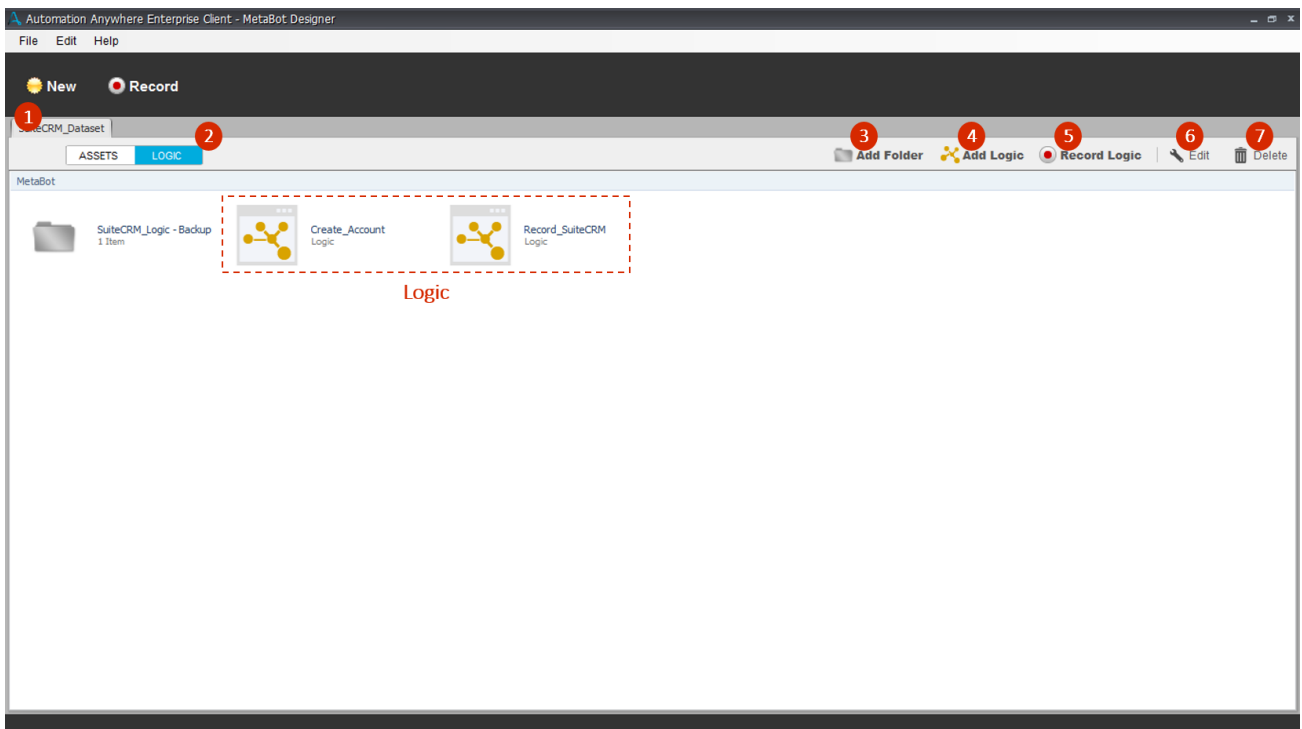 Automation Anywhere Enterprise Client - MetaBot Designer
File Edit Help
New Record
1 2 3 4 5 6 7
CRM_Dataset
ASSETS LOGIC Add Folder Add Logic Record Logic Edit Delete
MetaBot
SuiteCRM_Logic - Backup Create_Account Record_SuiteCRM
1 Item Logic Logic
Logic